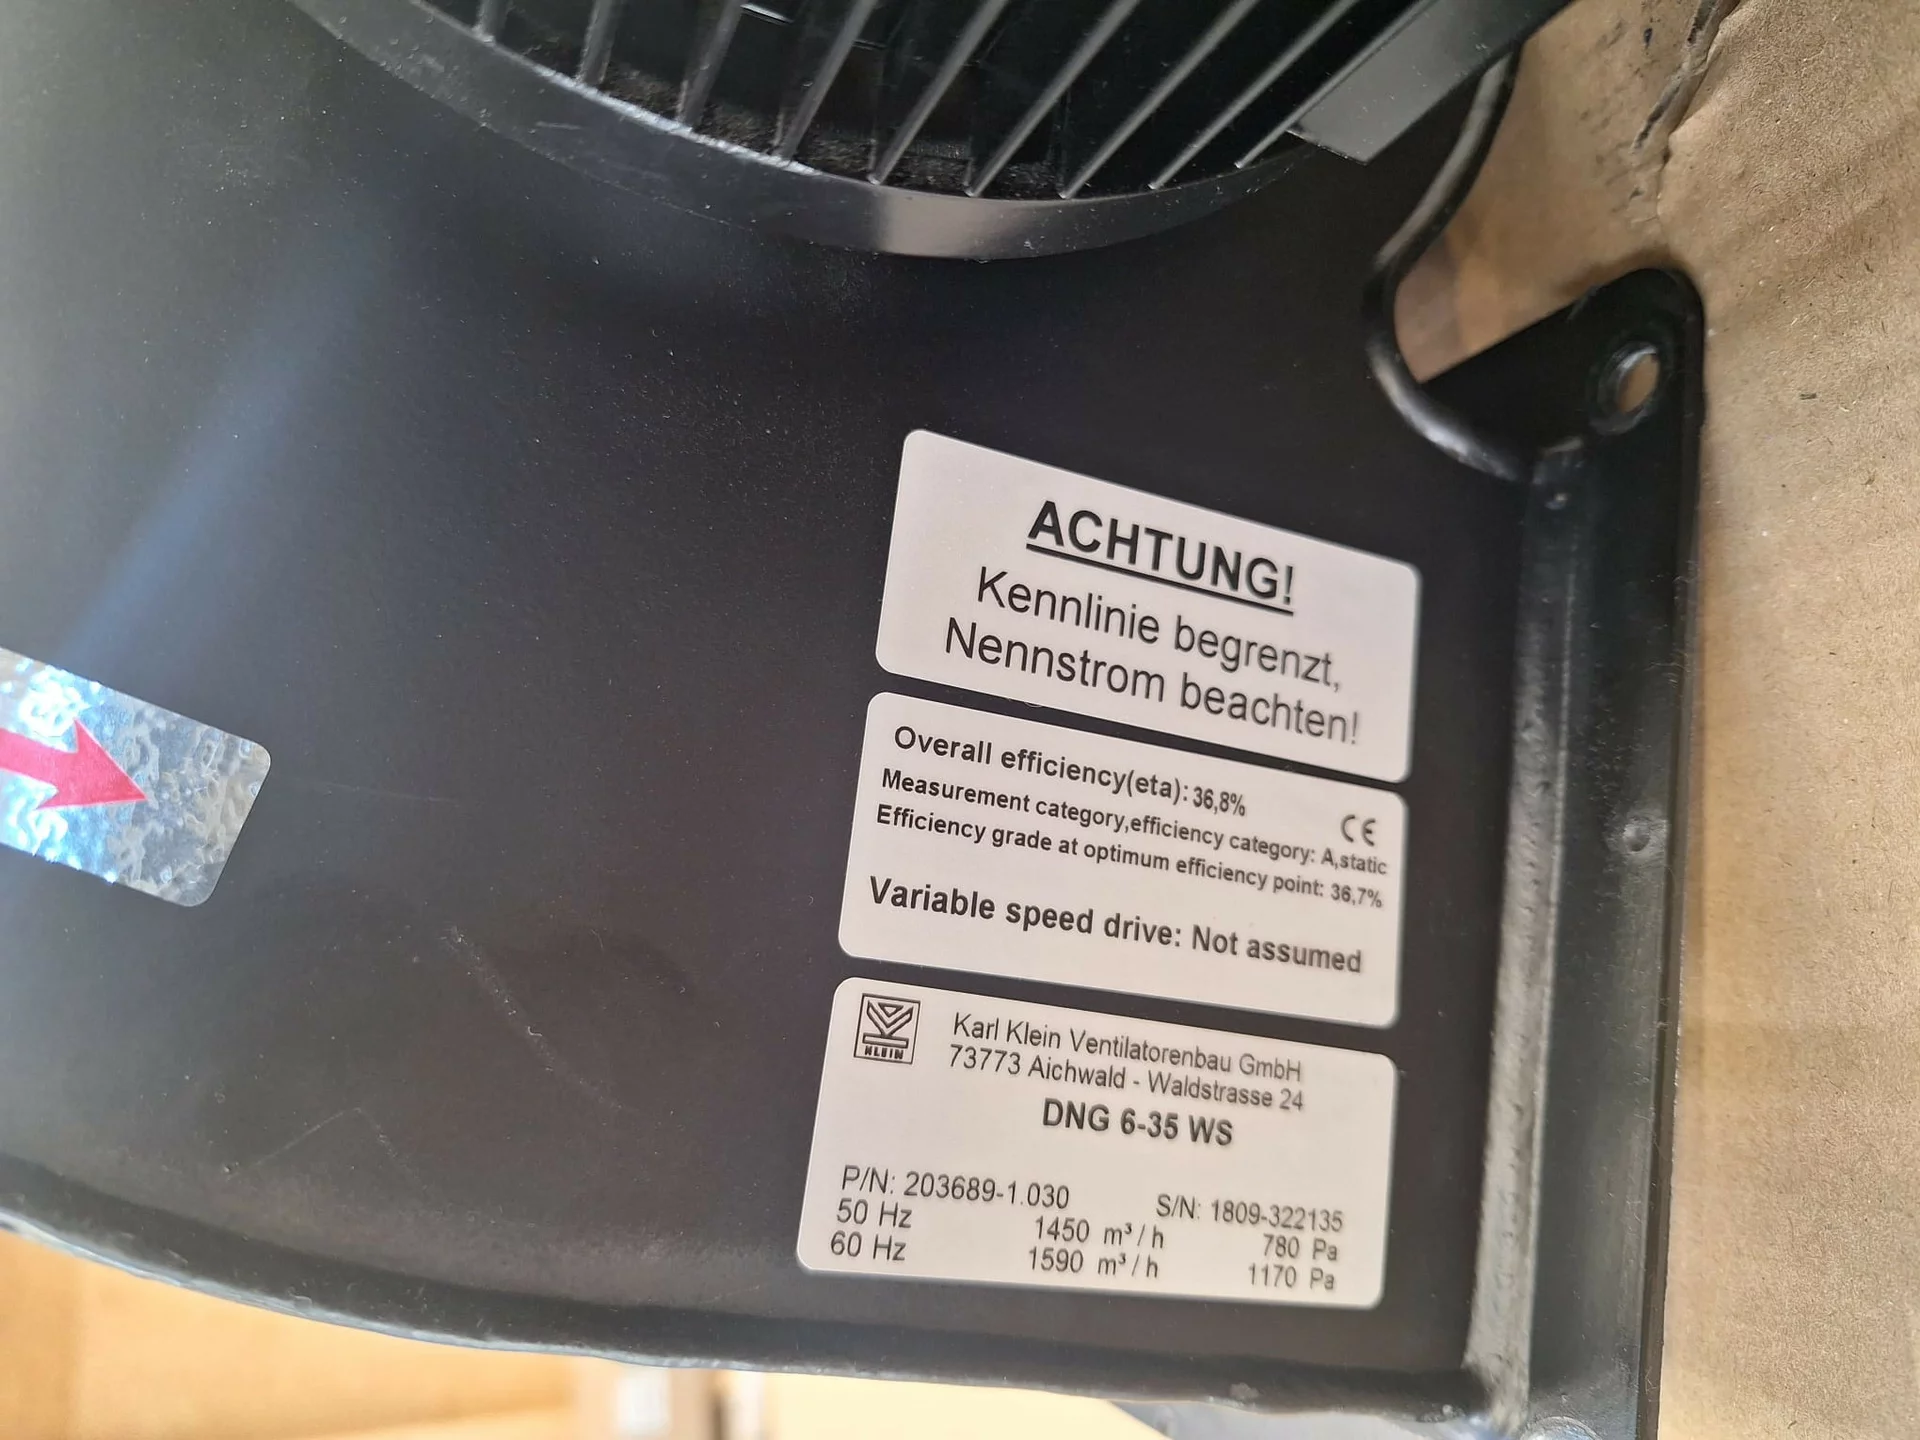 ACHTUNG!
Kennlinie begrenzt,
Nennstrom beachten!
Overall efficiency(eta): 36,8%
CE
Measurement category,efficiency category: A,static
Efficiency grade at optimum efficiency point: 36,7%
Variable speed drive: Not assumed
KLEIN
Karl Klein Ventilatorenbau GmbH
73773 Aichwald - Waldstrasse 24
DNG 6-35 WS
P/N: 203689-1.030 S/N: 1809-322135
50 Hz 1450 m³/h 780 Pa
60 Hz 1590 m³/h 1170 Pa